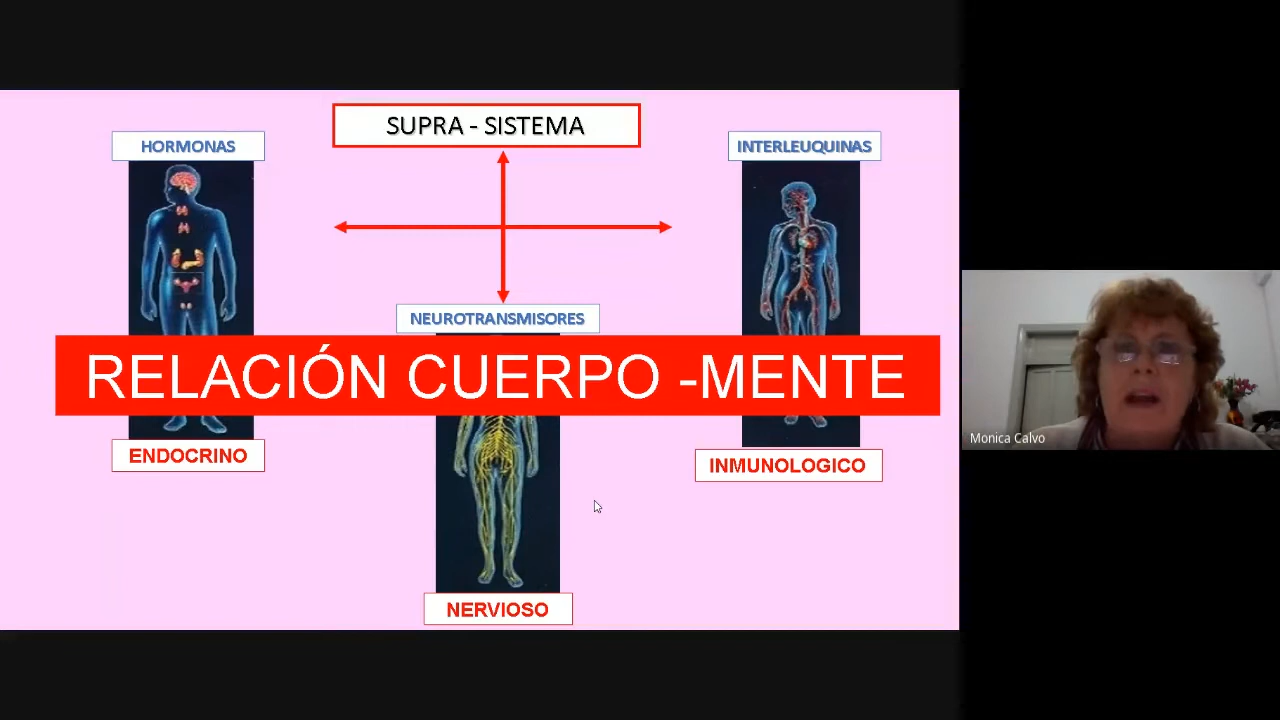 SUPRA - SISTEMA
HORMONAS
INTERLEUQUINAS
NEUROTRANSMISORES
RELACIÓN CUERPO -MENTE
ENDOCRINO
INMUNOLOGICO
NERVIOSO
Monica Calvo